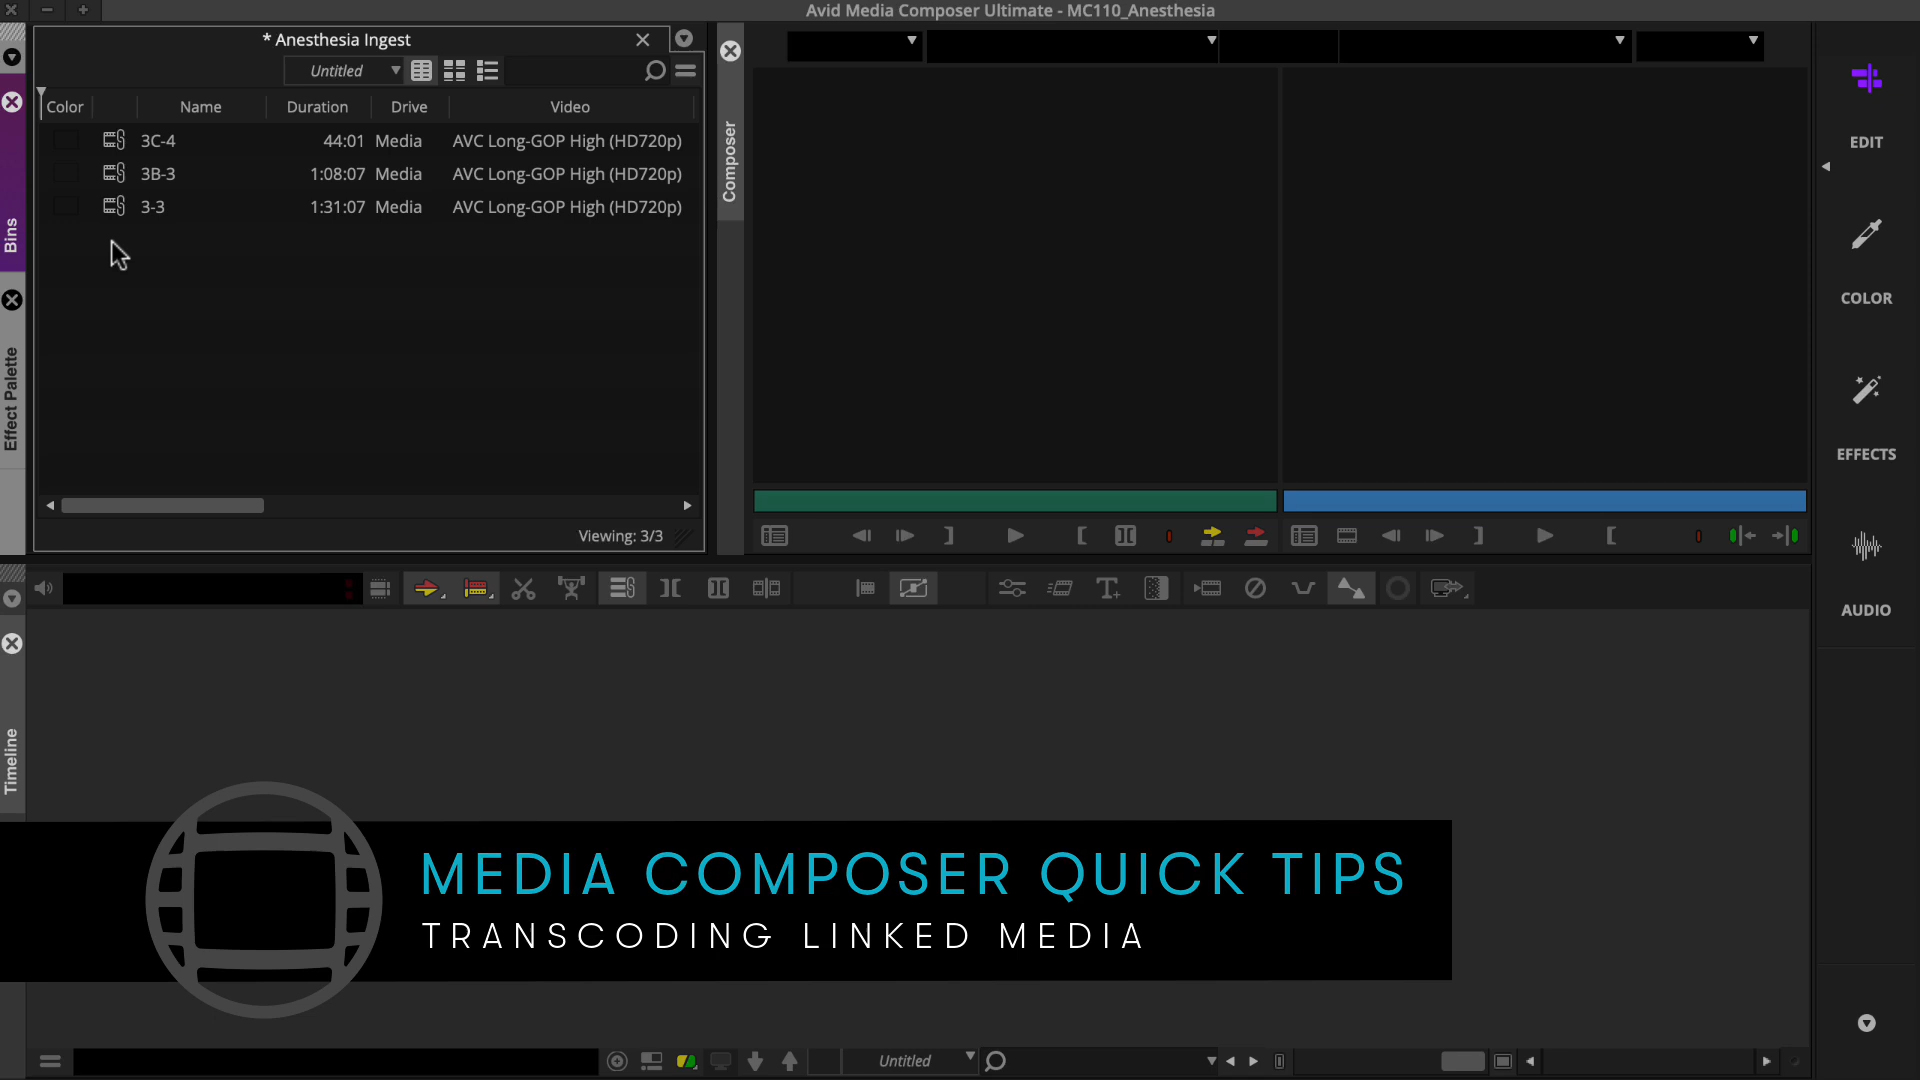 Avid Media Composer Ultimate - MC110_Anesthesia
* Anesthesia Ingest
Untitled
Color Name Duration Drive Video
3C-4 44:01 Media AVC Long-GOP High (HD720p)
3B-3 1:08:07 Media AVC Long-GOP High (HD720p)
3-3 1:31:07 Media AVC Long-GOP High (HD720p)
Viewing: 3/3
Bins
Effect Palette
Composer
EDIT
COLOR
EFFECTS
AUDIO
Timeline
MEDIA COMPOSER QUICK TIPS
TRANSCODING LINKED MEDIA
Untitled